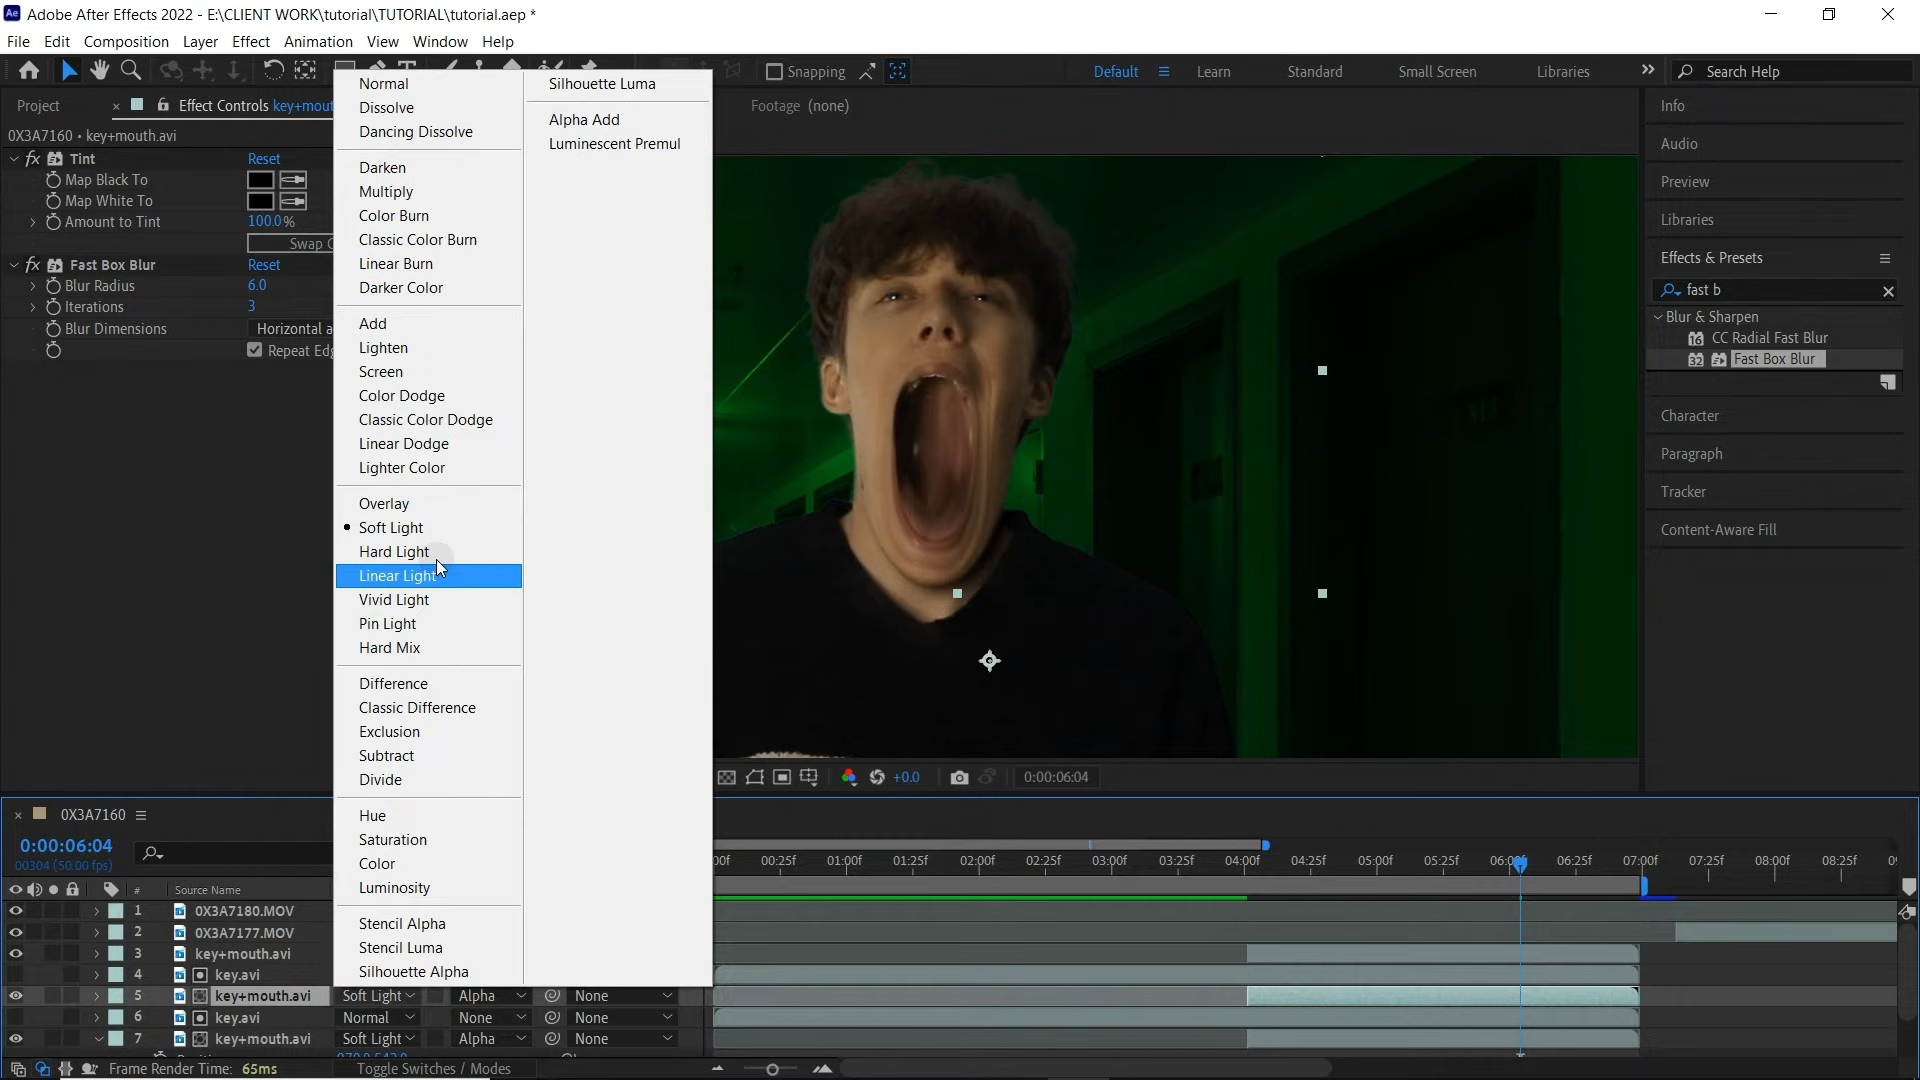 Ae Adobe After Effects 2022 - E:\CLIENT WORK\tutorial\TUTORIAL\tutorial.aep *
File Edit Composition Layer Effect Animation View Window Help
Snapping Default Learn Standard Small Screen Libraries Search Help
Project Effect Controls key+mout
Footage (none)
0X3A7160 • key+mouth.avi
fx Tint Reset
Map Black To
Map White To
Amount to Tint 100.0%
Swap C
fx Fast Box Blur Reset
Blur Radius 6.0
Iterations 3
Blur Dimensions Horizontal a
Repeat Edg
Normal
Dissolve
Dancing Dissolve
Darken
Multiply
Color Burn
Classic Color Burn
Linear Burn
Darker Color
Add
Lighten
Screen
Color Dodge
Classic Color Dodge
Linear Dodge
Lighter Color
Overlay
Soft Light
Hard Light
Linear Light
Vivid Light
Pin Light
Hard Mix
Difference
Classic Difference
Exclusion
Subtract
Divide
Hue
Saturation
Color
Luminosity
Stencil Alpha
Stencil Luma
Silhouette Alpha
Silhouette Luma
Alpha Add
Luminescent Premul
Info
Audio
Preview
Libraries
Effects & Presets
fast b
Blur & Sharpen
16 CC Radial Fast Blur
32 Fast Box Blur
Character
Paragraph
Tracker
Content-Aware Fill
+0.0 0:00:06:04
0X3A7160
0:00:06:04
00304 (50.00 fps)
00f 00:25f 01:00f 01:25f 02:00f 02:25f 03:00f 03:25f 04:00f 04:25f 05:00f 05:25f 06:00f 06:25f 07:00f 07:25f 08:00f 08:25f
# Source Name
1 0X3A7180.MOV
2 0X3A7177.MOV
3 key+mouth.avi
4 key.avi
5 key+mouth.avi Soft Light Alpha None
6 key.avi Normal None None
7 key+mouth.avi Soft Light Alpha None
Frame Render Time: 65ms Toggle Switches / Modes